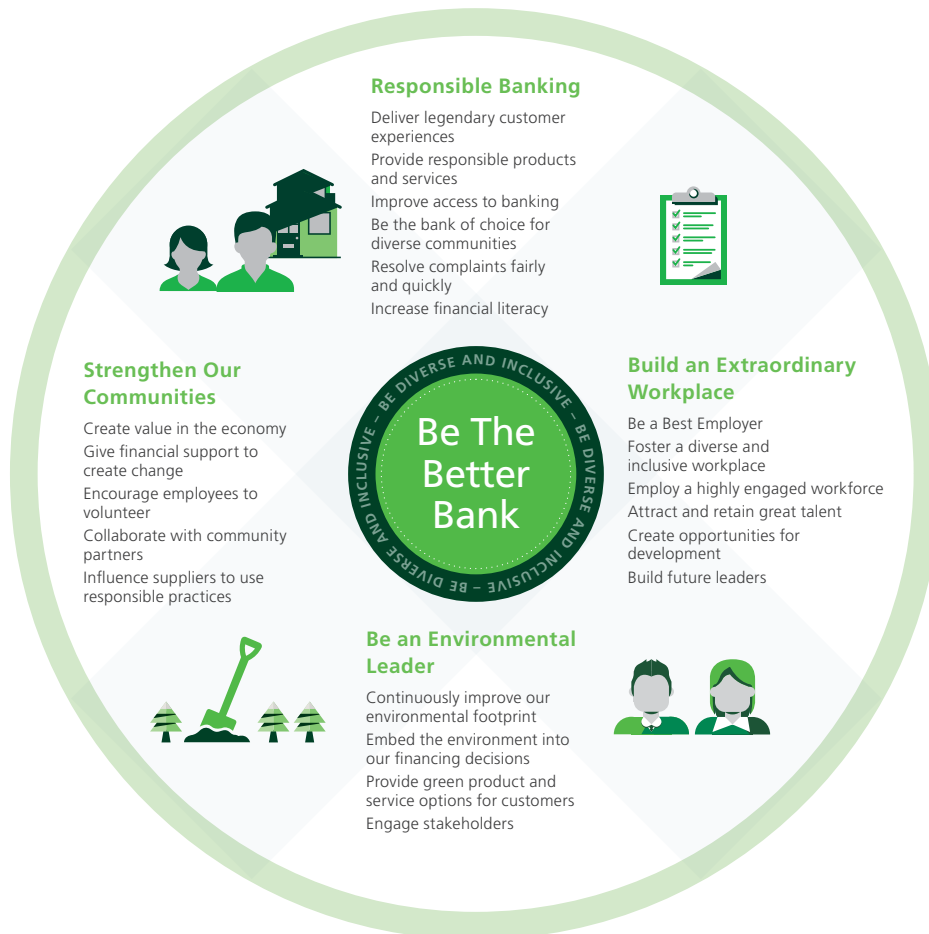 Responsible Banking
Deliver legendary customer
experiences
Provide responsible products
and services
Improve access to banking
Be the bank of choice for
diverse communities
Resolve complaints fairly
and quickly
Increase financial literacy
Strengthen Our
Communities
Create value in the economy
Give financial support to
create change
Encourage employees to
volunteer
Collaborate with community
partners
Influence suppliers to use
responsible practices
BE DIVERSE AND INCLUSIVE – BE DIVERSE AND INCLUSIVE – BE DIVERSE AND INCLUSIVE –
Be The
Better
Bank
Build an Extraordinary
Workplace
Be a Best Employer
Foster a diverse and
inclusive workplace
Employ a highly engaged workforce
Attract and retain great talent
Create opportunities for
development
Build future leaders
Be an Environmental
Leader
Continuously improve our
environmental footprint
Embed the environment into
our financing decisions
Provide green product and
service options for customers
Engage stakeholders